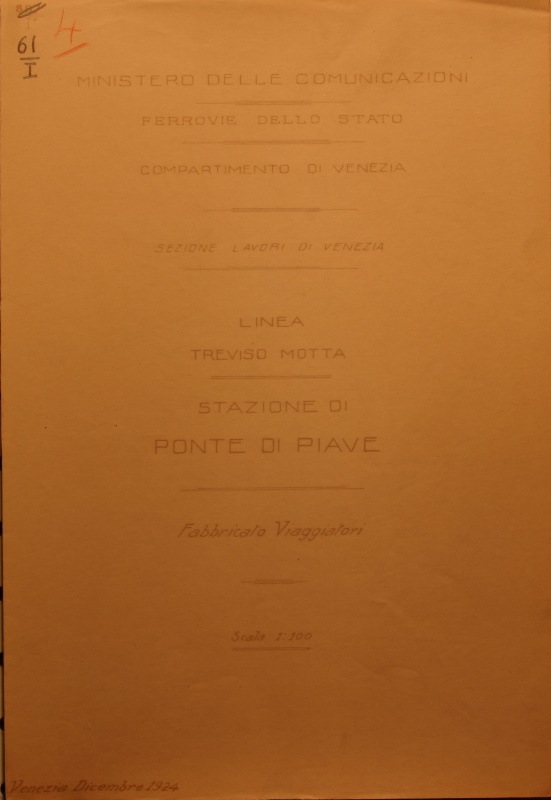 61
I
4
MINISTERO DELLE COMUNICAZIONI
FERROVIE DELLO STATO
COMPARTIMENTO DI VENEZIA
SEZIONE LAVORI DI VENEZIA
LINEA
TREVISO MOTTA
STAZIONE DI
PONTE DI PIAVE
Fabbricato Viaggiatori
Scala 1:100
Venezia Dicembre 1924